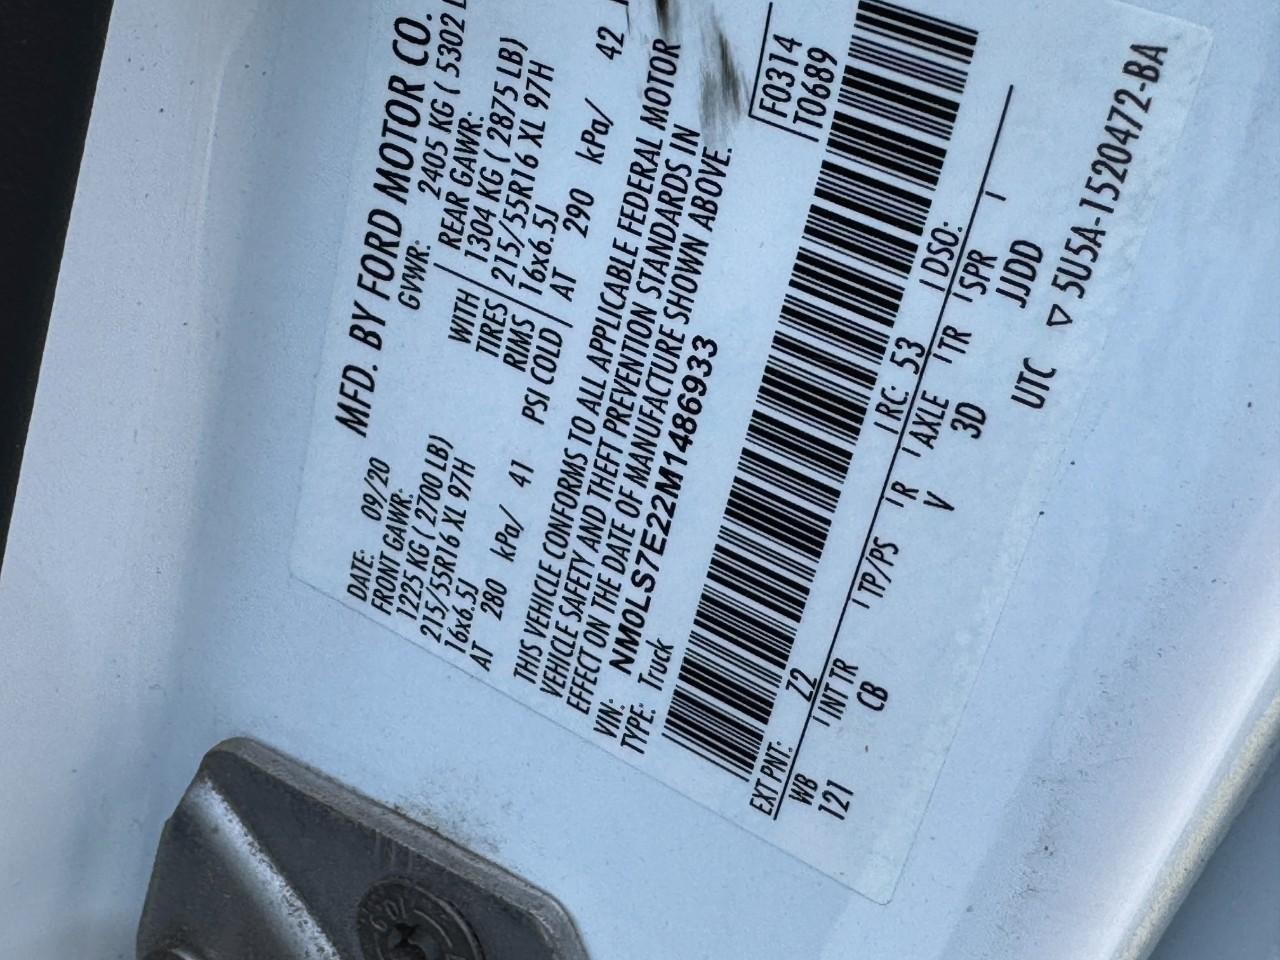 MFD. BY FORD MOTOR CO.
DATE: 09/20 GVWR: 2405 KG ( 5302
FRONT GAWR: REAR GAWR:
1225 KG ( 2700 LB) WITH 1304 KG ( 2875 LB)
215/55R16 XL 97H TIRES 215/55R16 XL 97H
16x6.5J RIMS 16x6.5J
AT 280 kPa/ 41 PSI COLD AT 290 kPa/ 42
THIS VEHICLE CONFORMS TO ALL APPLICABLE FEDERAL MOTOR
VEHICLE SAFETY AND THEFT PREVENTION STANDARDS IN
EFFECT ON THE DATE OF MANUFACTURE SHOWN ABOVE.
VIN: NM0LS7E22M1486933
TYPE: Truck
F0314
T0689
EXT PNT: Z2 RC: 53 DSO:
WB INT TR TP/PS R AXLE TR SPR
121 CB V 3D JJDD
UTC ▽ 5U5A-1520472-BA